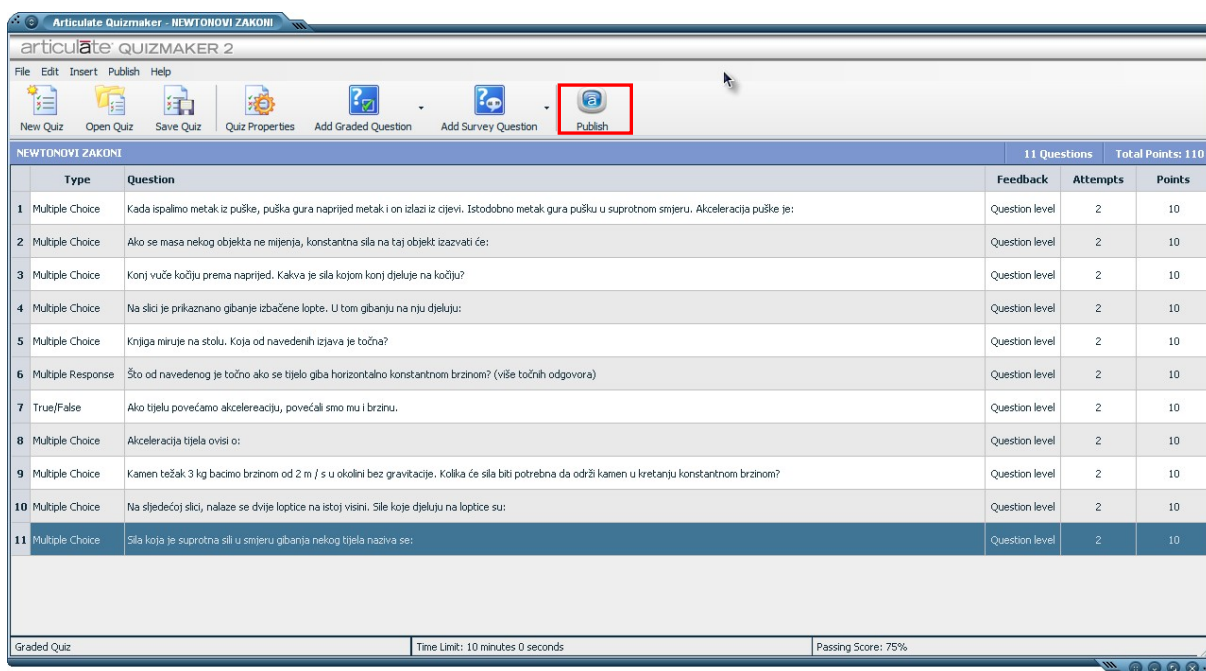 Articulate Quizmaker - NEWTONOVI ZAKONI
articulate QUIZMAKER 2
File Edit Insert Publish Help
New Quiz Open Quiz Save Quiz Quiz Properties Add Graded Question Add Survey Question Publish
NEWTONOVI ZAKONI 11 Questions Total Points: 110
Type Question Feedback Attempts Points
1 Multiple Choice Kada ispalimo metak iz puške, puška gura naprijed metak i on izlazi iz cijevi. Istodobno metak gura pušku u suprotnom smjeru. Akceleracija puške je: Question level 2 10
2 Multiple Choice Ako se masa nekog objekta ne mijenja, konstantna sila na taj objekt izazvati će: Question level 2 10
3 Multiple Choice Konj vuče kočiju prema naprijed. Kakva je sila kojom konj djeluje na kočiju? Question level 2 10
4 Multiple Choice Na slici je prikaznano gibanje izbačene lopte. U tom gibanju na nju djeluju: Question level 2 10
5 Multiple Choice Knjiga miruje na stolu. Koja od navedenih izjava je točna? Question level 2 10
6 Multiple Response Što od navedenog je točno ako se tijelo giba horizontalno konstantnom brzinom? (više točnih odgovora) Question level 2 10
7 True/False Ako tijelu povećamo akcelereaciju, povećali smo mu i brzinu. Question level 2 10
8 Multiple Choice Akceleracija tijela ovisi o: Question level 2 10
9 Multiple Choice Kamen težak 3 kg bacimo brzinom od 2 m / s u okolini bez gravitacije. Kolika će sila biti potrebna da održi kamen u kretanju konstantnom brzinom? Question level 2 10
10 Multiple Choice Na sljedećoj slici, nalaze se dvije loptice na istoj visini. Sile koje djeluju na loptice su: Question level 2 10
11 Multiple Choice Sila koja je suprotna sili u smjeru gibanja nekog tijela naziva se: Question level 2 10
Graded Quiz Time Limit: 10 minutes 0 seconds Passing Score: 75%